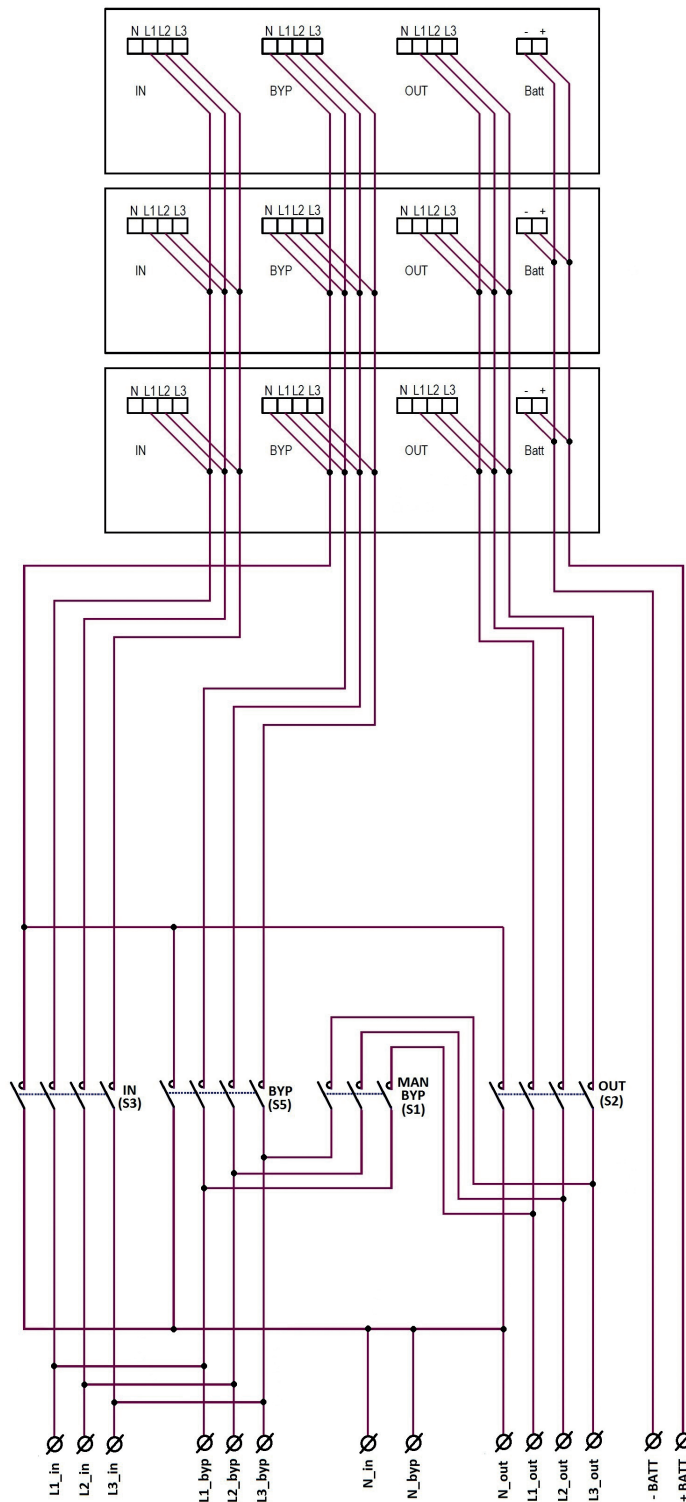 N L1 L2 L3 N L1 L2 L3 N L1 L2 L3 - +
IN BYP OUT Batt
N L1 L2 L3 N L1 L2 L3 N L1 L2 L3 - +
IN BYP OUT Batt
N L1 L2 L3 N L1 L2 L3 N L1 L2 L3 - +
IN BYP OUT Batt
IN
(S3)
BYP
(S5)
MAN
BYP
(S1)
OUT
(S2)
L1_in
L2_in
L3_in
L1_byp
L2_byp
L3_byp
N_in
N_byp
N_out
L1_out
L2_out
L3_out
- BATT
+ BATT